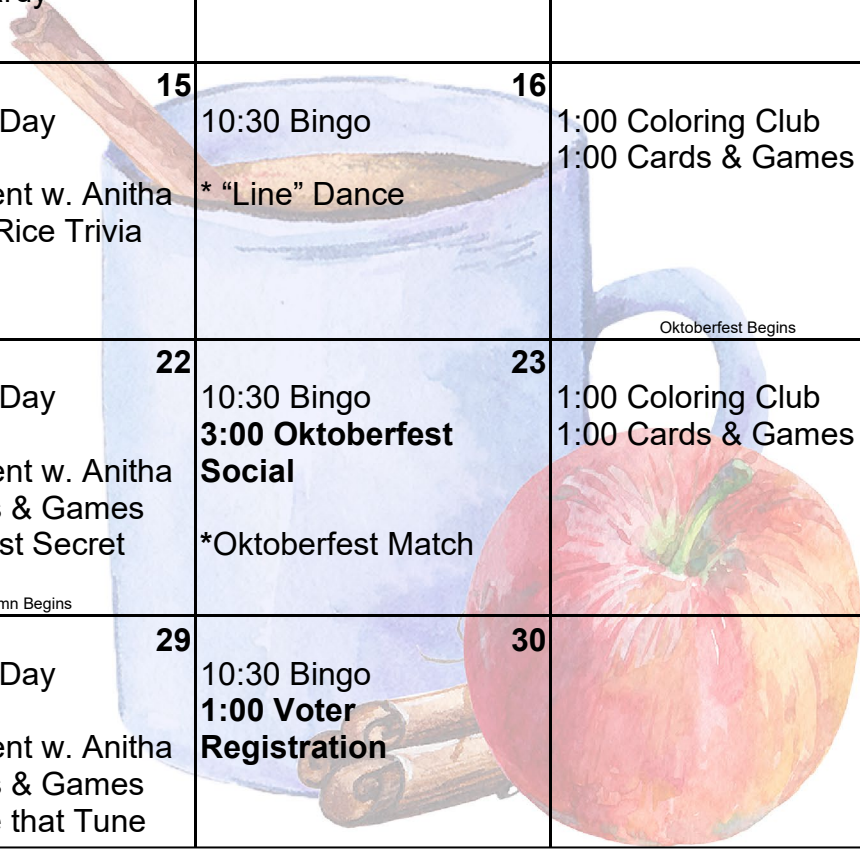 15
Day
ent w. Anitha
Rice Trivia
16
10:30 Bingo
* “Line” Dance
1:00 Coloring Club
1:00 Cards & Games
Oktoberfest Begins
22
Day
ent w. Anitha
s & Games
st Secret
mn Begins
23
10:30 Bingo
3:00 Oktoberfest
Social
*Oktoberfest Match
1:00 Coloring Club
1:00 Cards & Games
29
Day
ent w. Anitha
s & Games
e that Tune
30
10:30 Bingo
1:00 Voter
Registration